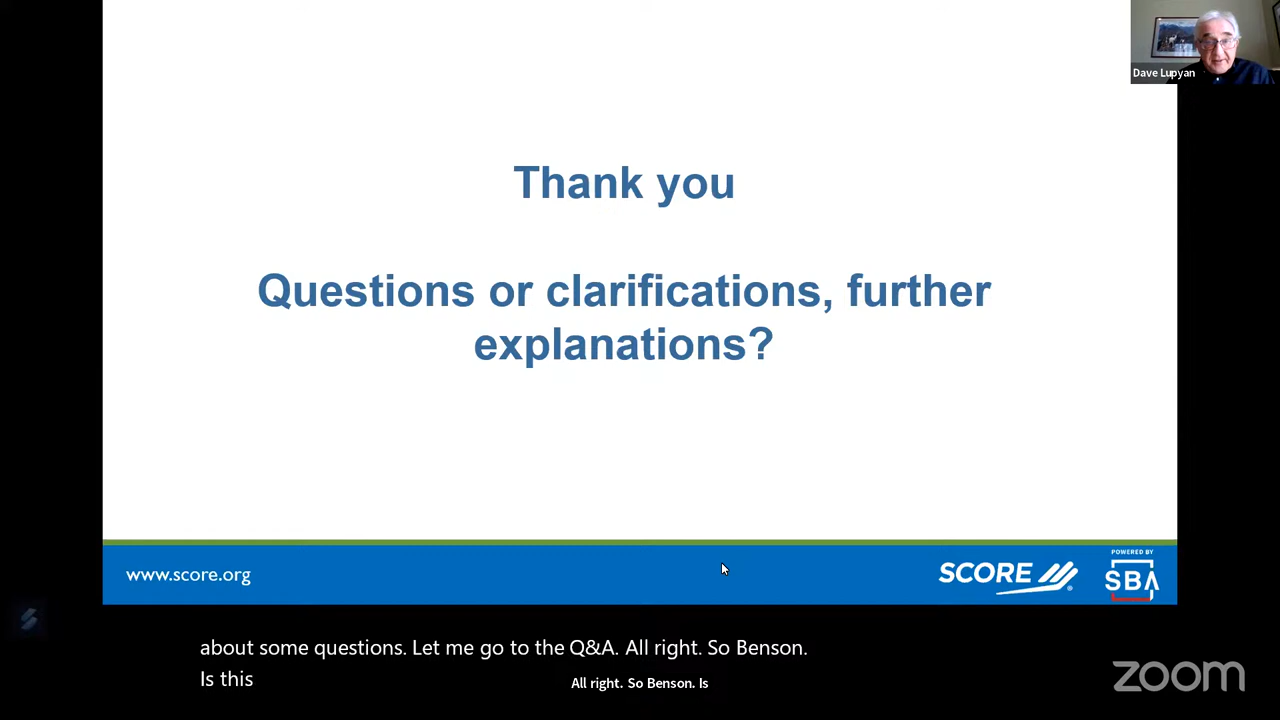 Dave Lupyan
Thank you
Questions or clarifications, further
explanations?
www.score.org
SCORE
®
POWERED BY
SBA
about some questions. Let me go to the Q&A. All right. So Benson.
Is this
All right. So Benson. Is
zoom